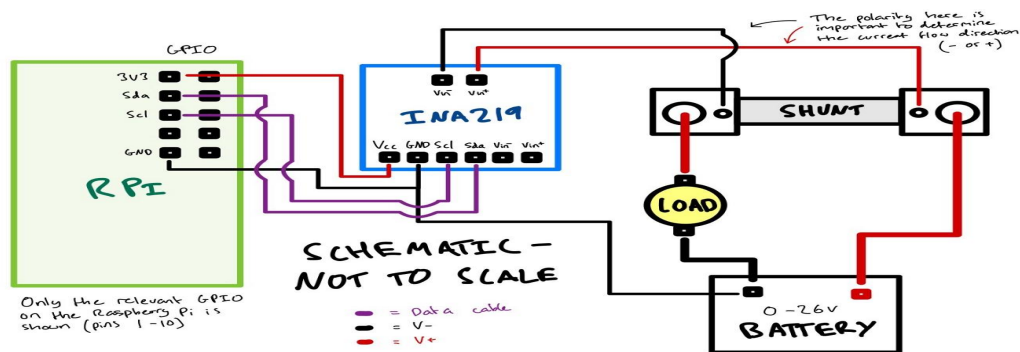 The polarity here is
important to determine
the current flow direction
(- or +)
GPIO
3V3
Sda
Scl
GND
RPI
Vin- Vin+
INA219
Vcc GND Scl Sda Vin- Vin+
SHUNT
LOAD
SCHEMATIC -
NOT TO SCALE
= Data cable
= V-
= V+
0-26v
BATTERY
Only the relevant GPIO
on the Raspberry Pi is
shown (pins 1-10)